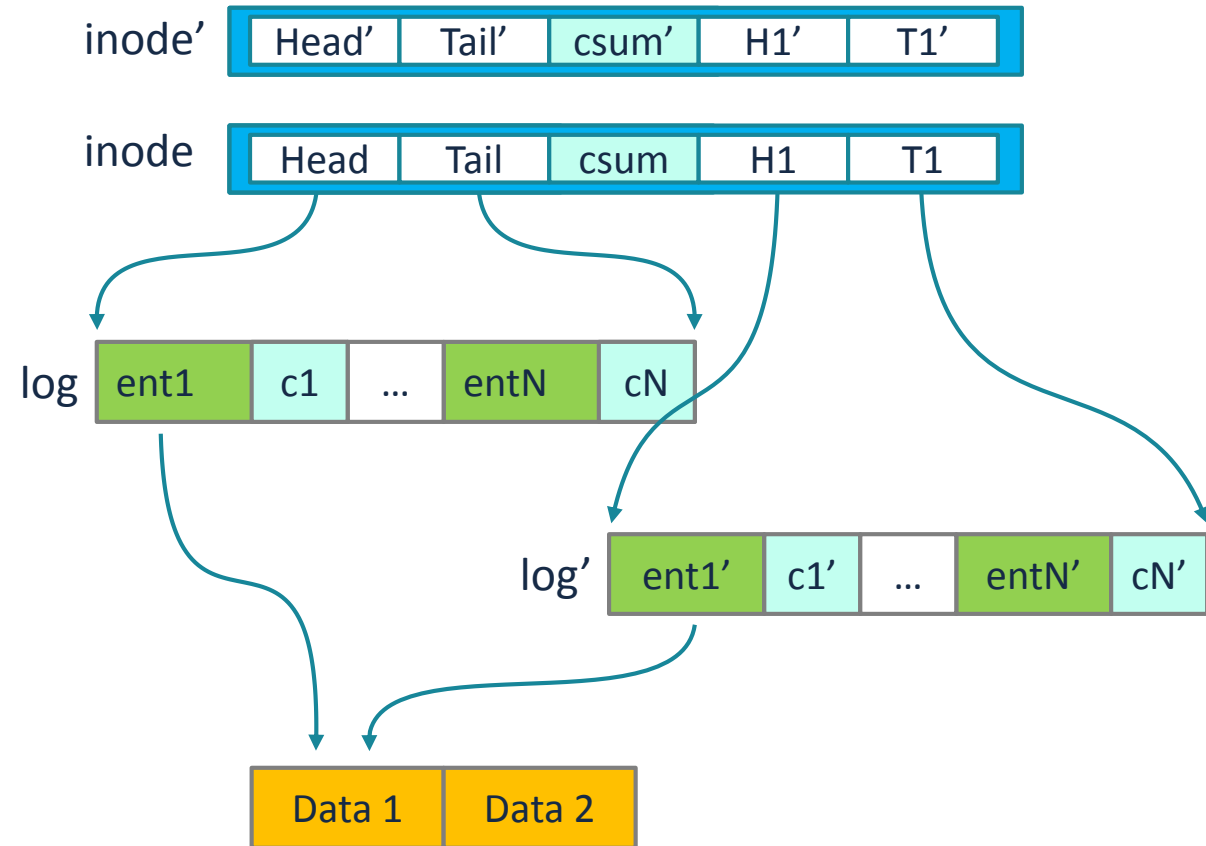 inode’ Head’ Tail’ csum’ H1’ T1’
inode Head Tail csum H1 T1
log ent1 c1 … entN cN
log’ ent1’ c1’ … entN’ cN’
Data 1 Data 2